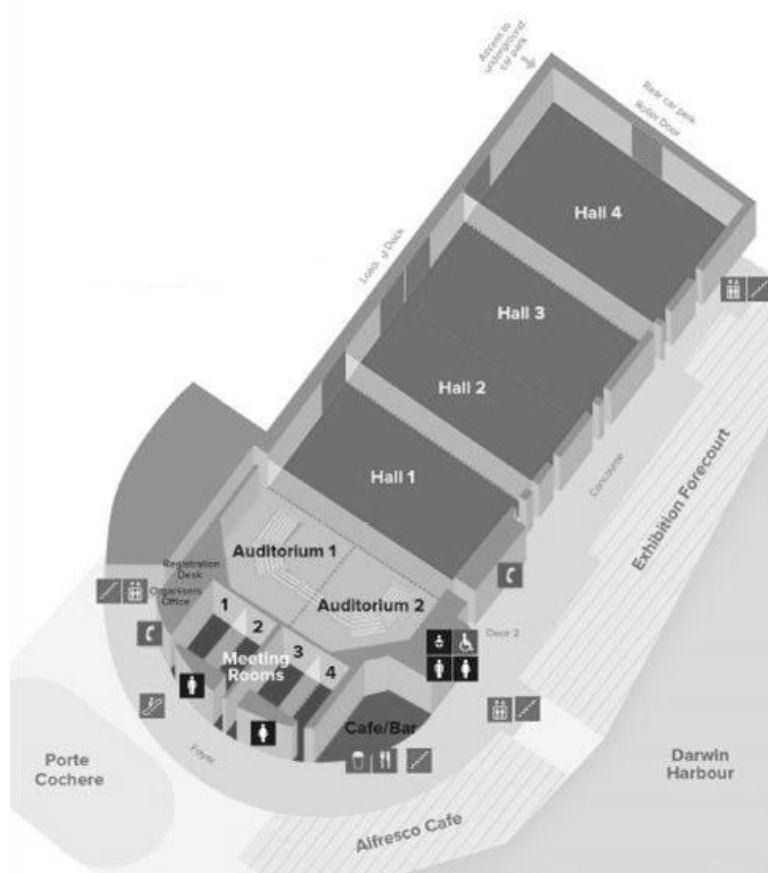 Access to
underground
car park
Rear car park
Roller Door
Hall 4
Dock
Hall 3
Hall 2
Hall 1
Concourse
Exhibition Forecourt
Auditorium 1
Auditorium 2
Registration
Desk
Organisers
Office
1
2
3
4
Meeting
Rooms
Door 2
Cafe/Bar
Foyer
Porte
Cochere
Darwin
Harbour
Alfresco Cafe